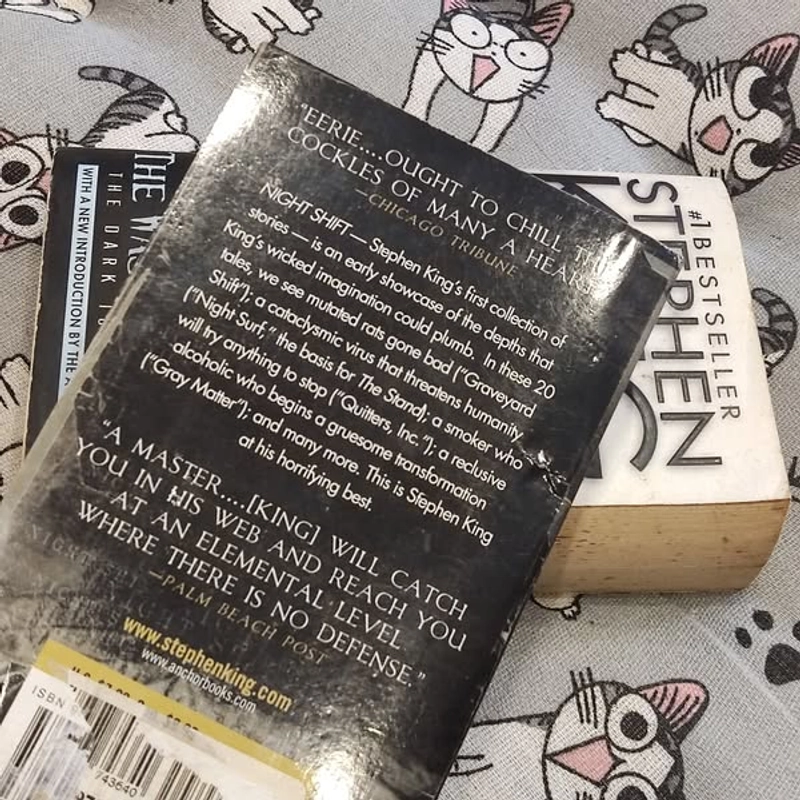 "EERIE....OUGHT TO CHILL THE
COCKLES OF MANY A HEART."
—CHICAGO TRIBUNE
NIGHT SHIFT — Stephen King's first collection of
stories — is an early showcase of the depths that
King's wicked imagination could plumb. In these 20
tales, we see mutated rats gone bad ("Graveyard
Shift"); a cataclysmic virus that threatens humanity
("Night Surf," the basis for The Stand); a smoker who
will try anything to stop ("Quitters, Inc."); a reclusive
alcoholic who begins a gruesome transformation
("Gray Matter"); and many more. This is Stephen King
at his horrifying best.
"A MASTER....[KING] WILL CATCH
YOU IN HIS WEB AND REACH YOU
AT AN ELEMENTAL LEVEL
WHERE THERE IS NO DEFENSE."
—PALM BEACH POST
www.stephenking.com
www.anchorbooks.com
ISBN
743640
THE
THE DARK
WITH A NEW INTRODUCTION BY THE
#1 BESTSELLER
STEPHEN